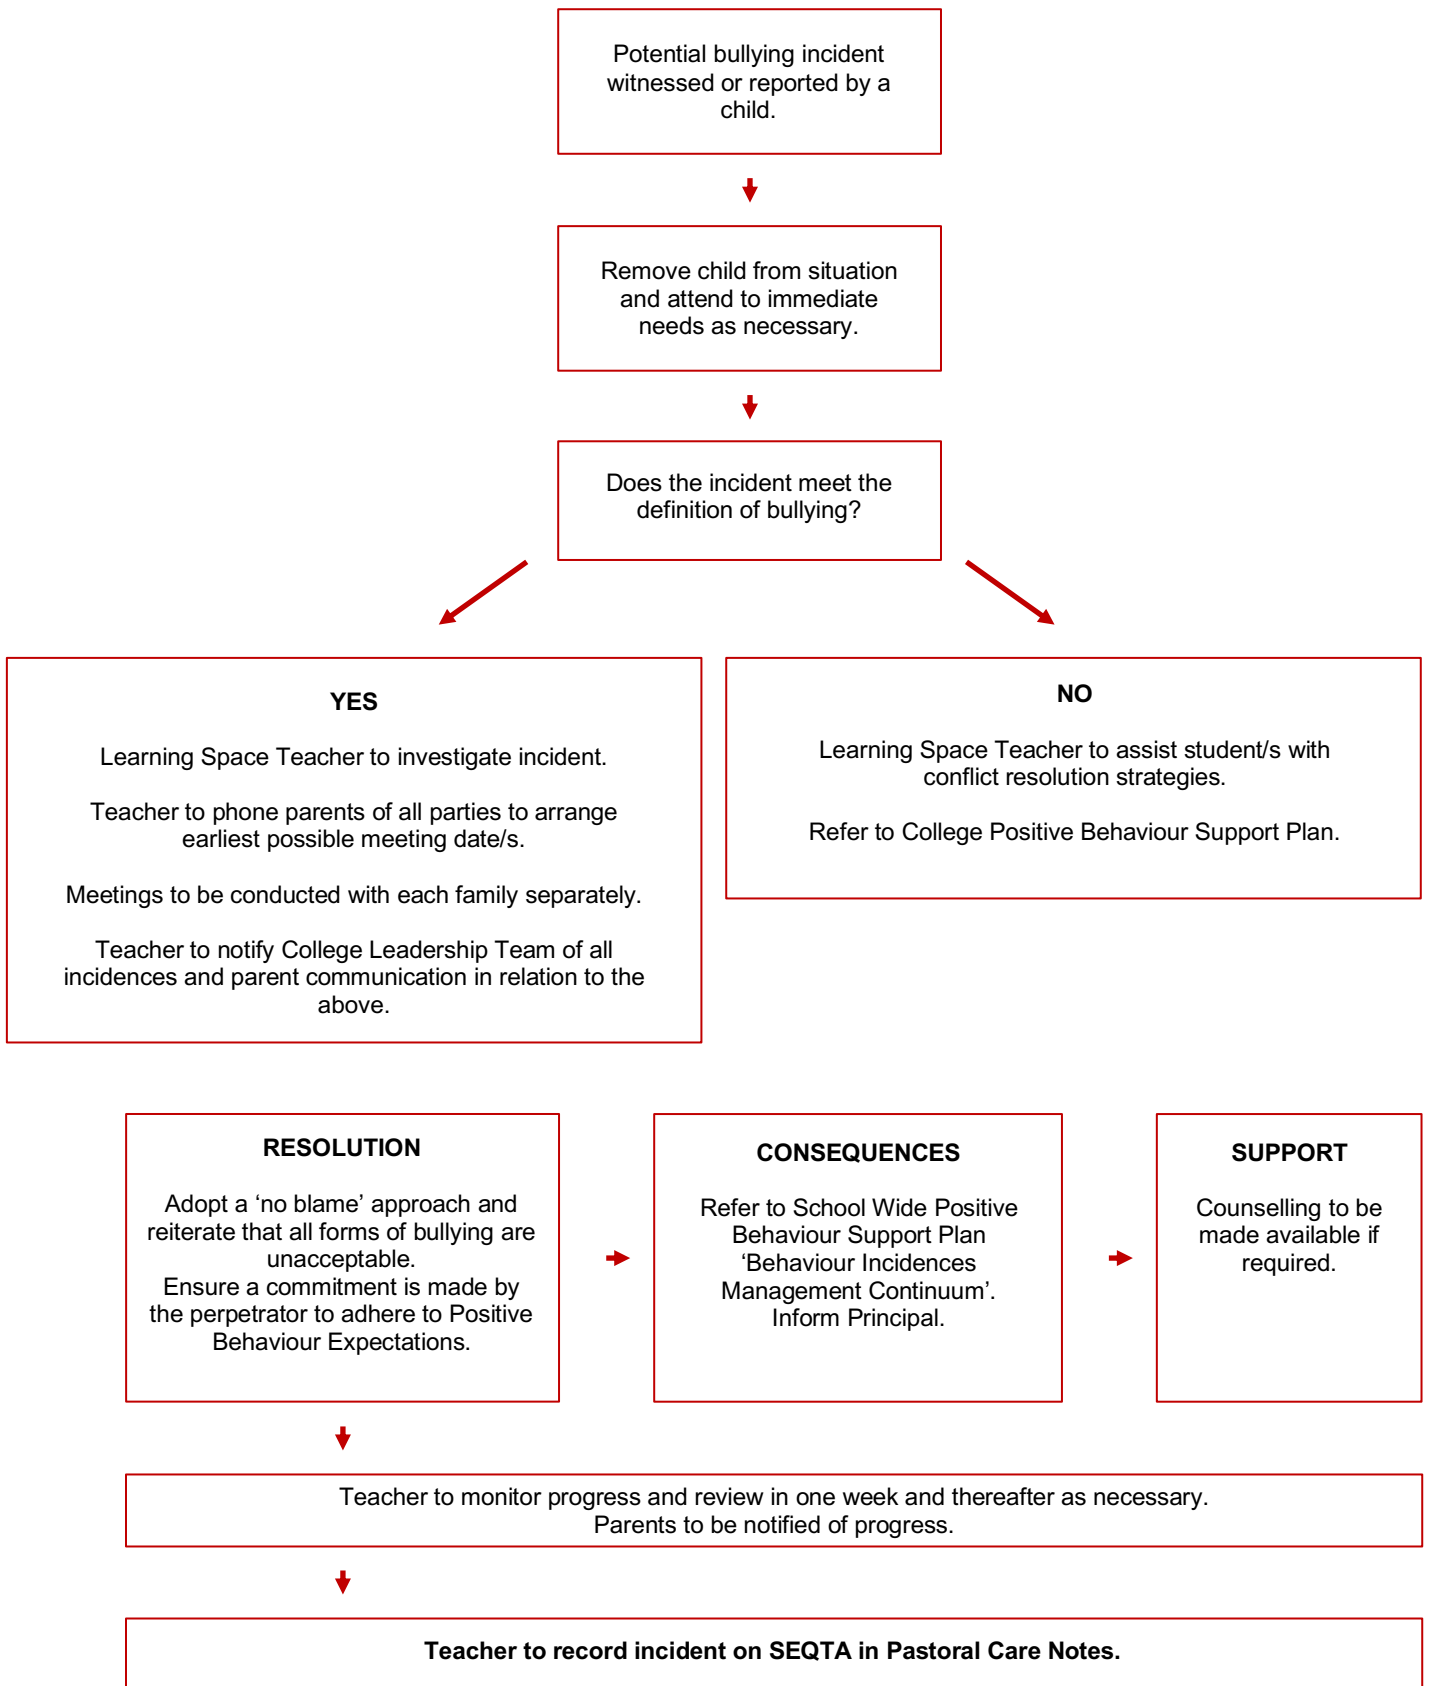 Potential bullying incident
witnessed or reported by a
child.
Remove child from situation
and attend to immediate
needs as necessary.
Does the incident meet the
definition of bullying?
YES
Learning Space Teacher to investigate incident.
Teacher to phone parents of all parties to arrange
earliest possible meeting date/s.
Meetings to be conducted with each family separately.
Teacher to notify College Leadership Team of all
incidences and parent communication in relation to the
above.
NO
Learning Space Teacher to assist student/s with
conflict resolution strategies.
Refer to College Positive Behaviour Support Plan.
RESOLUTION
Adopt a ‘no blame’ approach and
reiterate that all forms of bullying are
unacceptable.
Ensure a commitment is made by
the perpetrator to adhere to Positive
Behaviour Expectations.
CONSEQUENCES
Refer to School Wide Positive
Behaviour Support Plan
‘Behaviour Incidences
Management Continuum’.
Inform Principal.
SUPPORT
Counselling to be
made available if
required.
Teacher to monitor progress and review in one week and thereafter as necessary.
Parents to be notified of progress.
Teacher to record incident on SEQTA in Pastoral Care Notes.